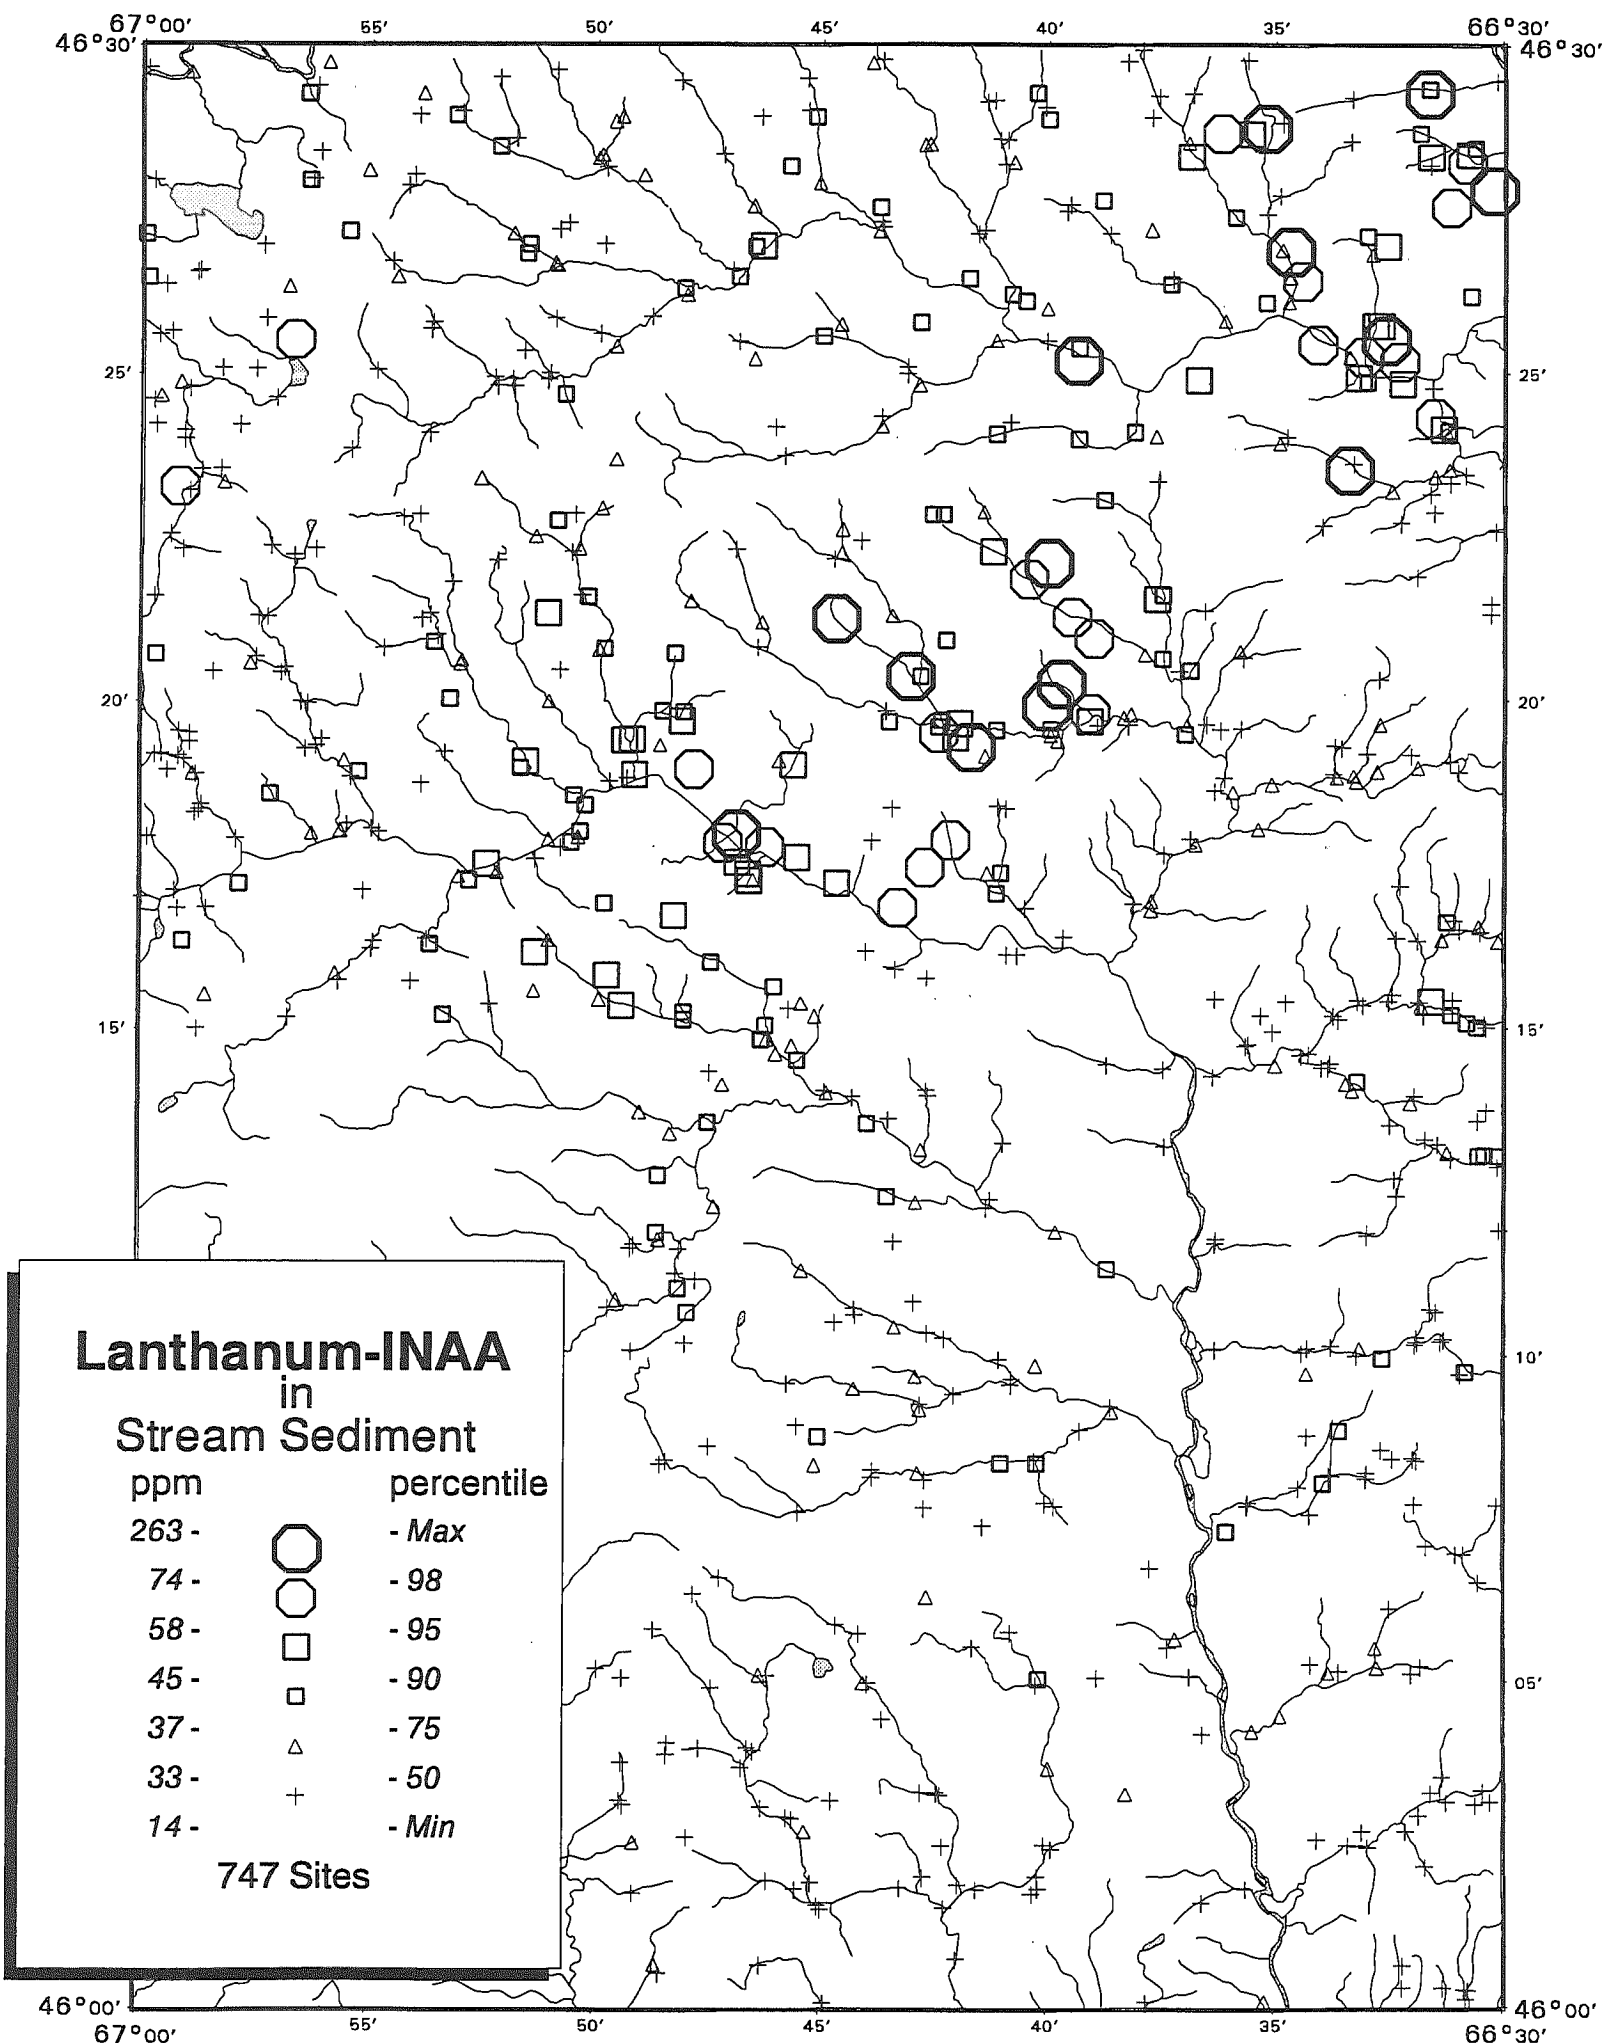 67°00′ 55′ 50′ 45′ 40′ 35′ 66°30′
46°30′ 46°30′
25′ 25′
20′ 20′
15′ 15′
Lanthanum-INAA
in
Stream Sediment
ppm percentile
263 - - Max
74 - - 98
58 - - 95
45 - - 90
37 - - 75
33 - - 50
14 - - Min
747 Sites
10′
05′
46°00′ 46°00′
67°00′ 55′ 50′ 45′ 40′ 35′ 66°30′